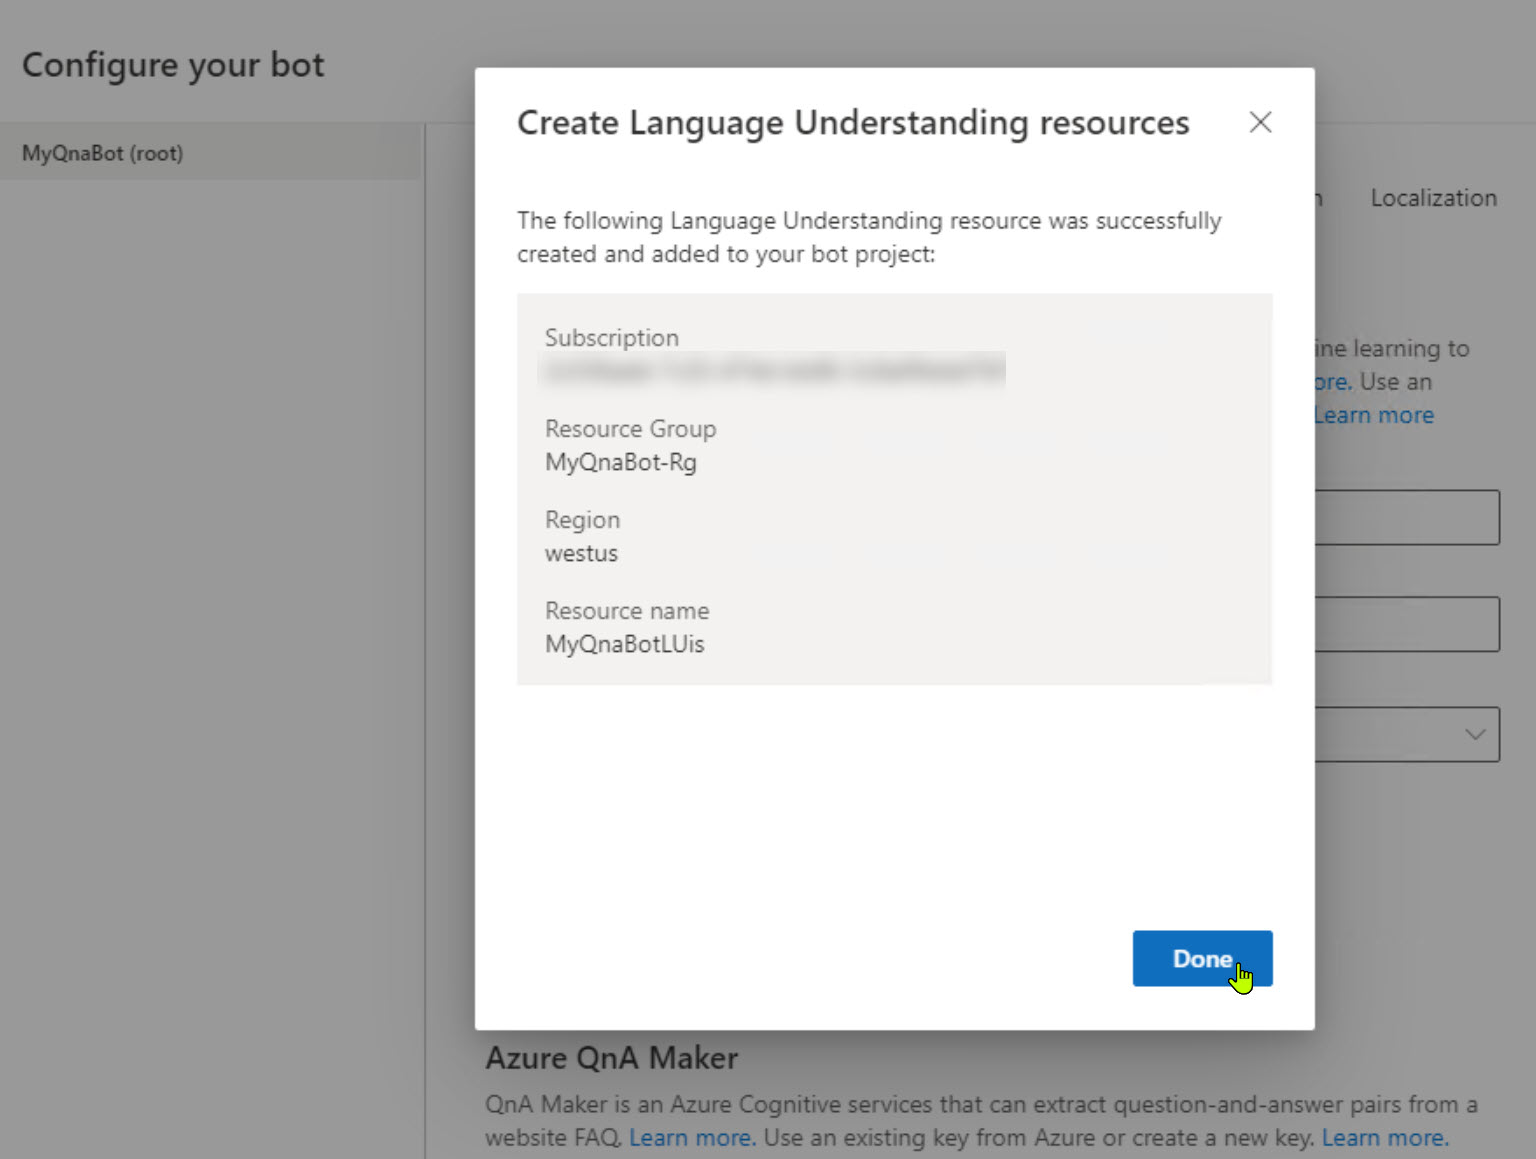 Configure your bot
MyQnaBot (root)
Create Language Understanding resources
Localization
The following Language Understanding resource was successfully
created and added to your bot project:
Subscription
Resource Group
MyQnaBot-Rg
Region
westus
Resource name
MyQnaBotLUis
learning to
Use an
Learn more
Done
Azure QnA Maker
QnA Maker is an Azure Cognitive services that can extract question-and-answer pairs from a
website FAQ. Learn more. Use an existing key from Azure or create a new key. Learn more.